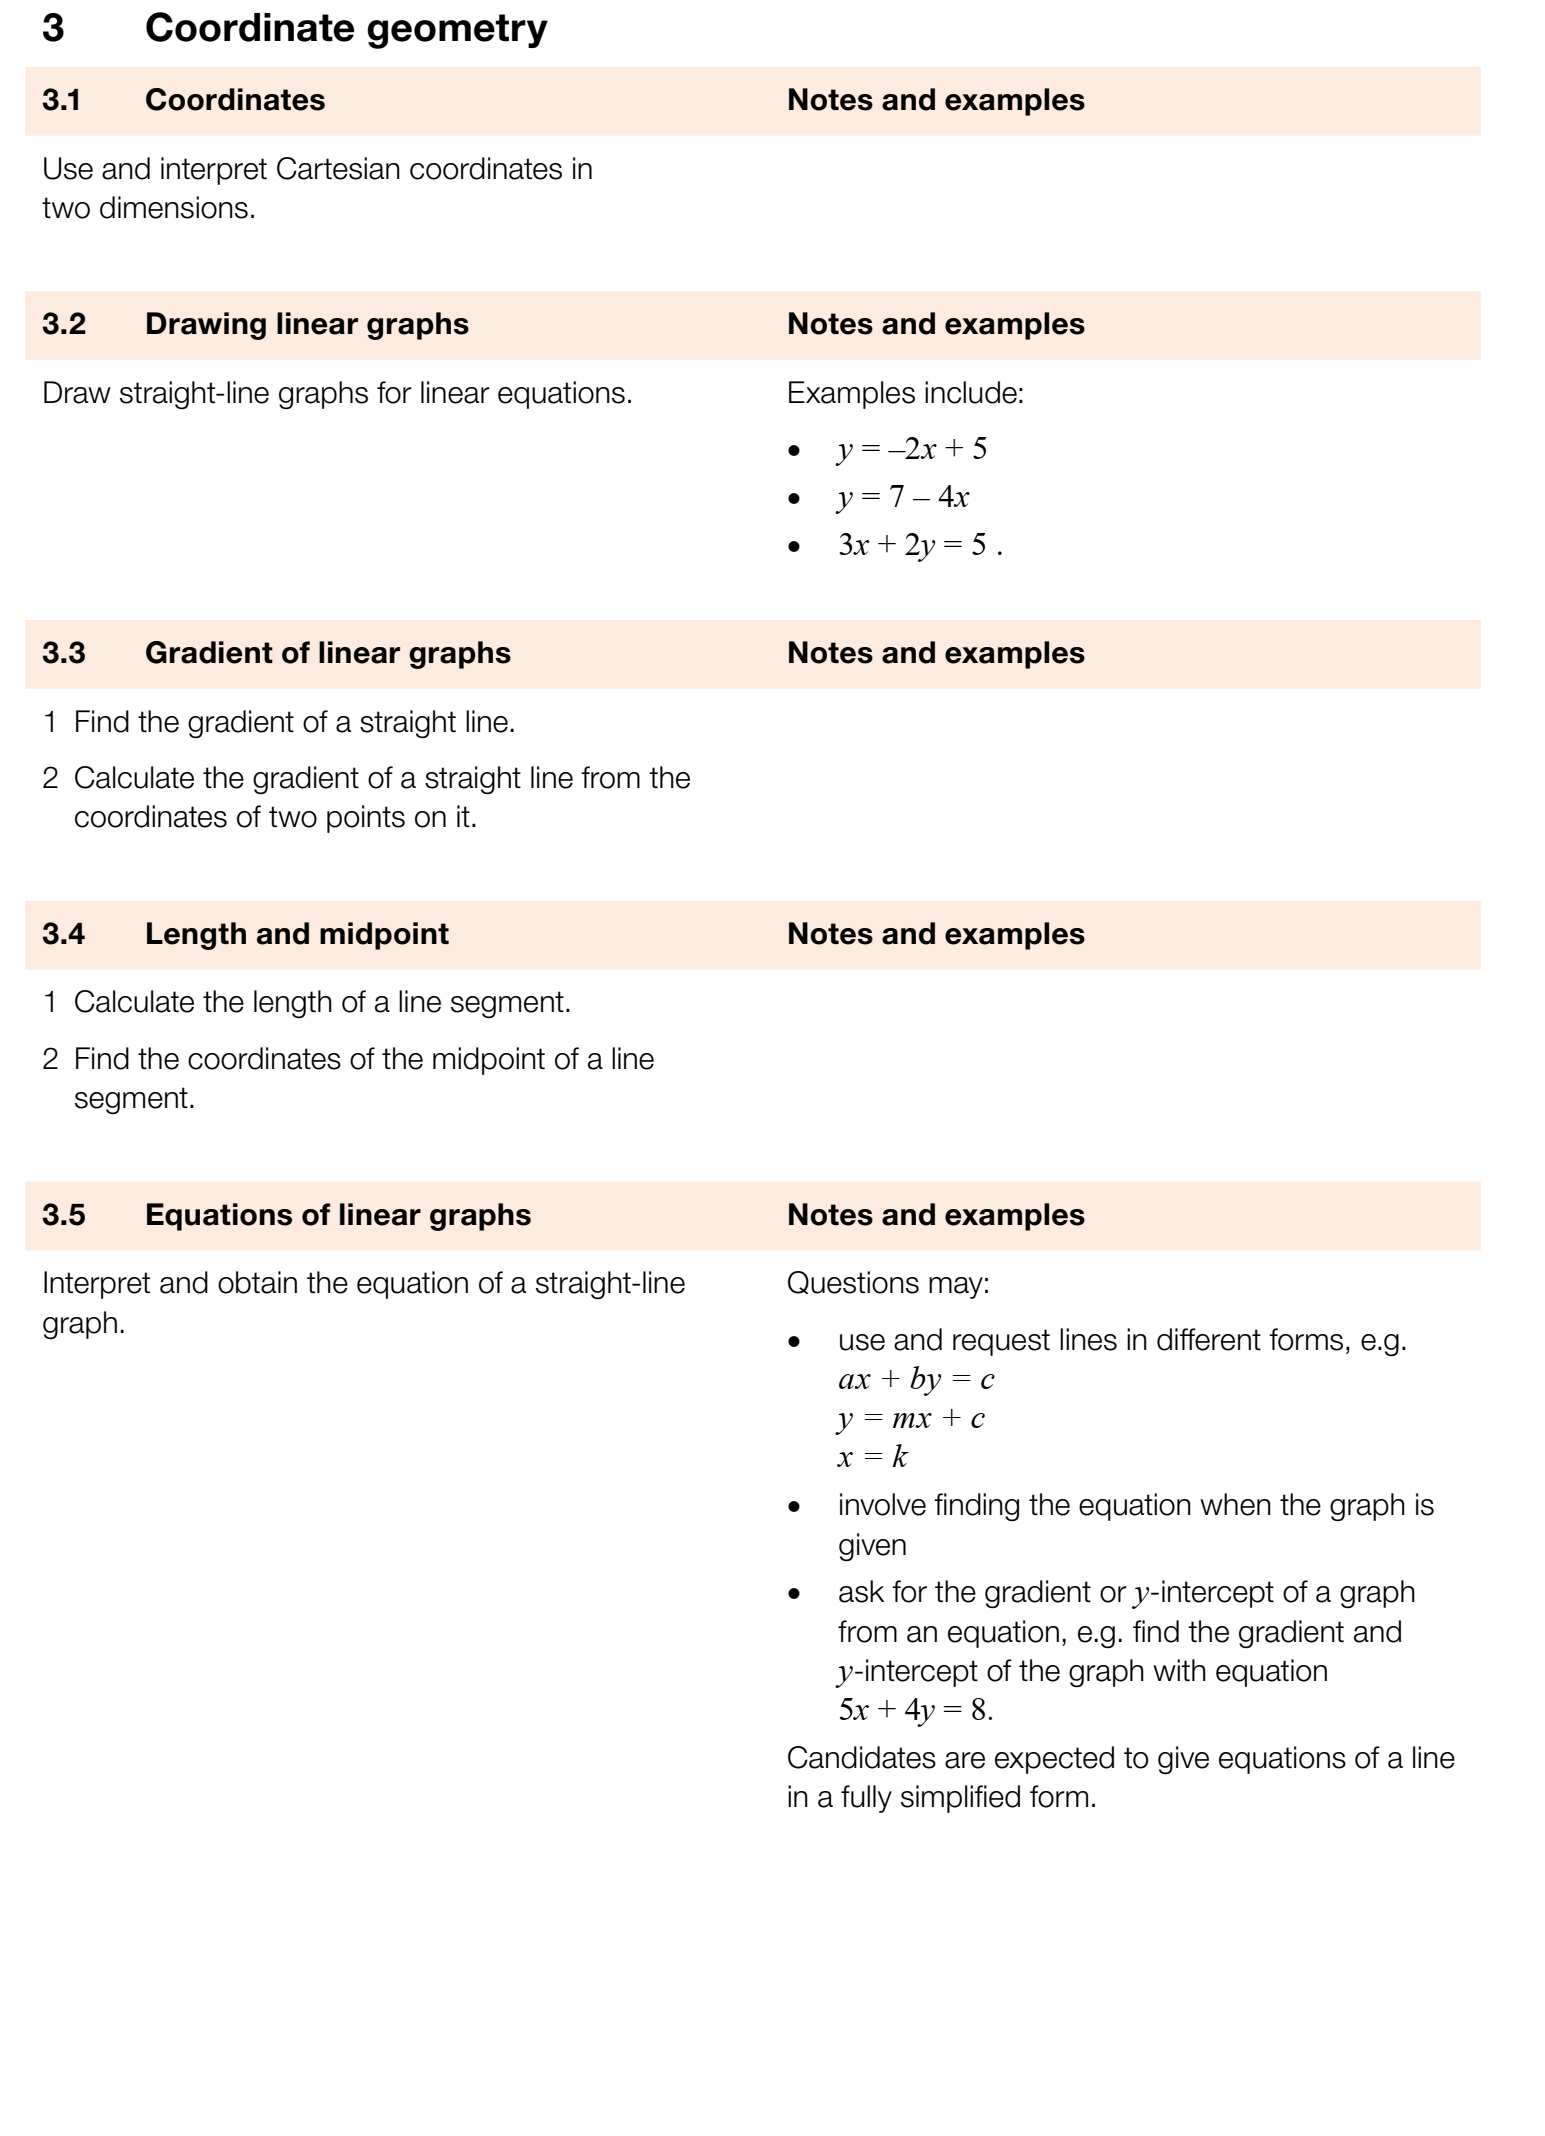 3 Coordinate geometry
3.1 Coordinates Notes and examples
Use and interpret Cartesian coordinates in
two dimensions.
3.2 Drawing linear graphs Notes and examples
Draw straight-line graphs for linear equations. Examples include:
• y = –2x + 5
• y = 7 – 4x
• 3x + 2y = 5 .
3.3 Gradient of linear graphs Notes and examples
1 Find the gradient of a straight line.
2 Calculate the gradient of a straight line from the
coordinates of two points on it.
3.4 Length and midpoint Notes and examples
1 Calculate the length of a line segment.
2 Find the coordinates of the midpoint of a line
segment.
3.5 Equations of linear graphs Notes and examples
Interpret and obtain the equation of a straight-line
graph.
Questions may:
• use and request lines in different forms, e.g.
ax + by = c
y = mx + c
x = k
• involve finding the equation when the graph is
given
• ask for the gradient or y-intercept of a graph
from an equation, e.g. find the gradient and
y-intercept of the graph with equation
5x + 4y = 8.
Candidates are expected to give equations of a line
in a fully simplified form.